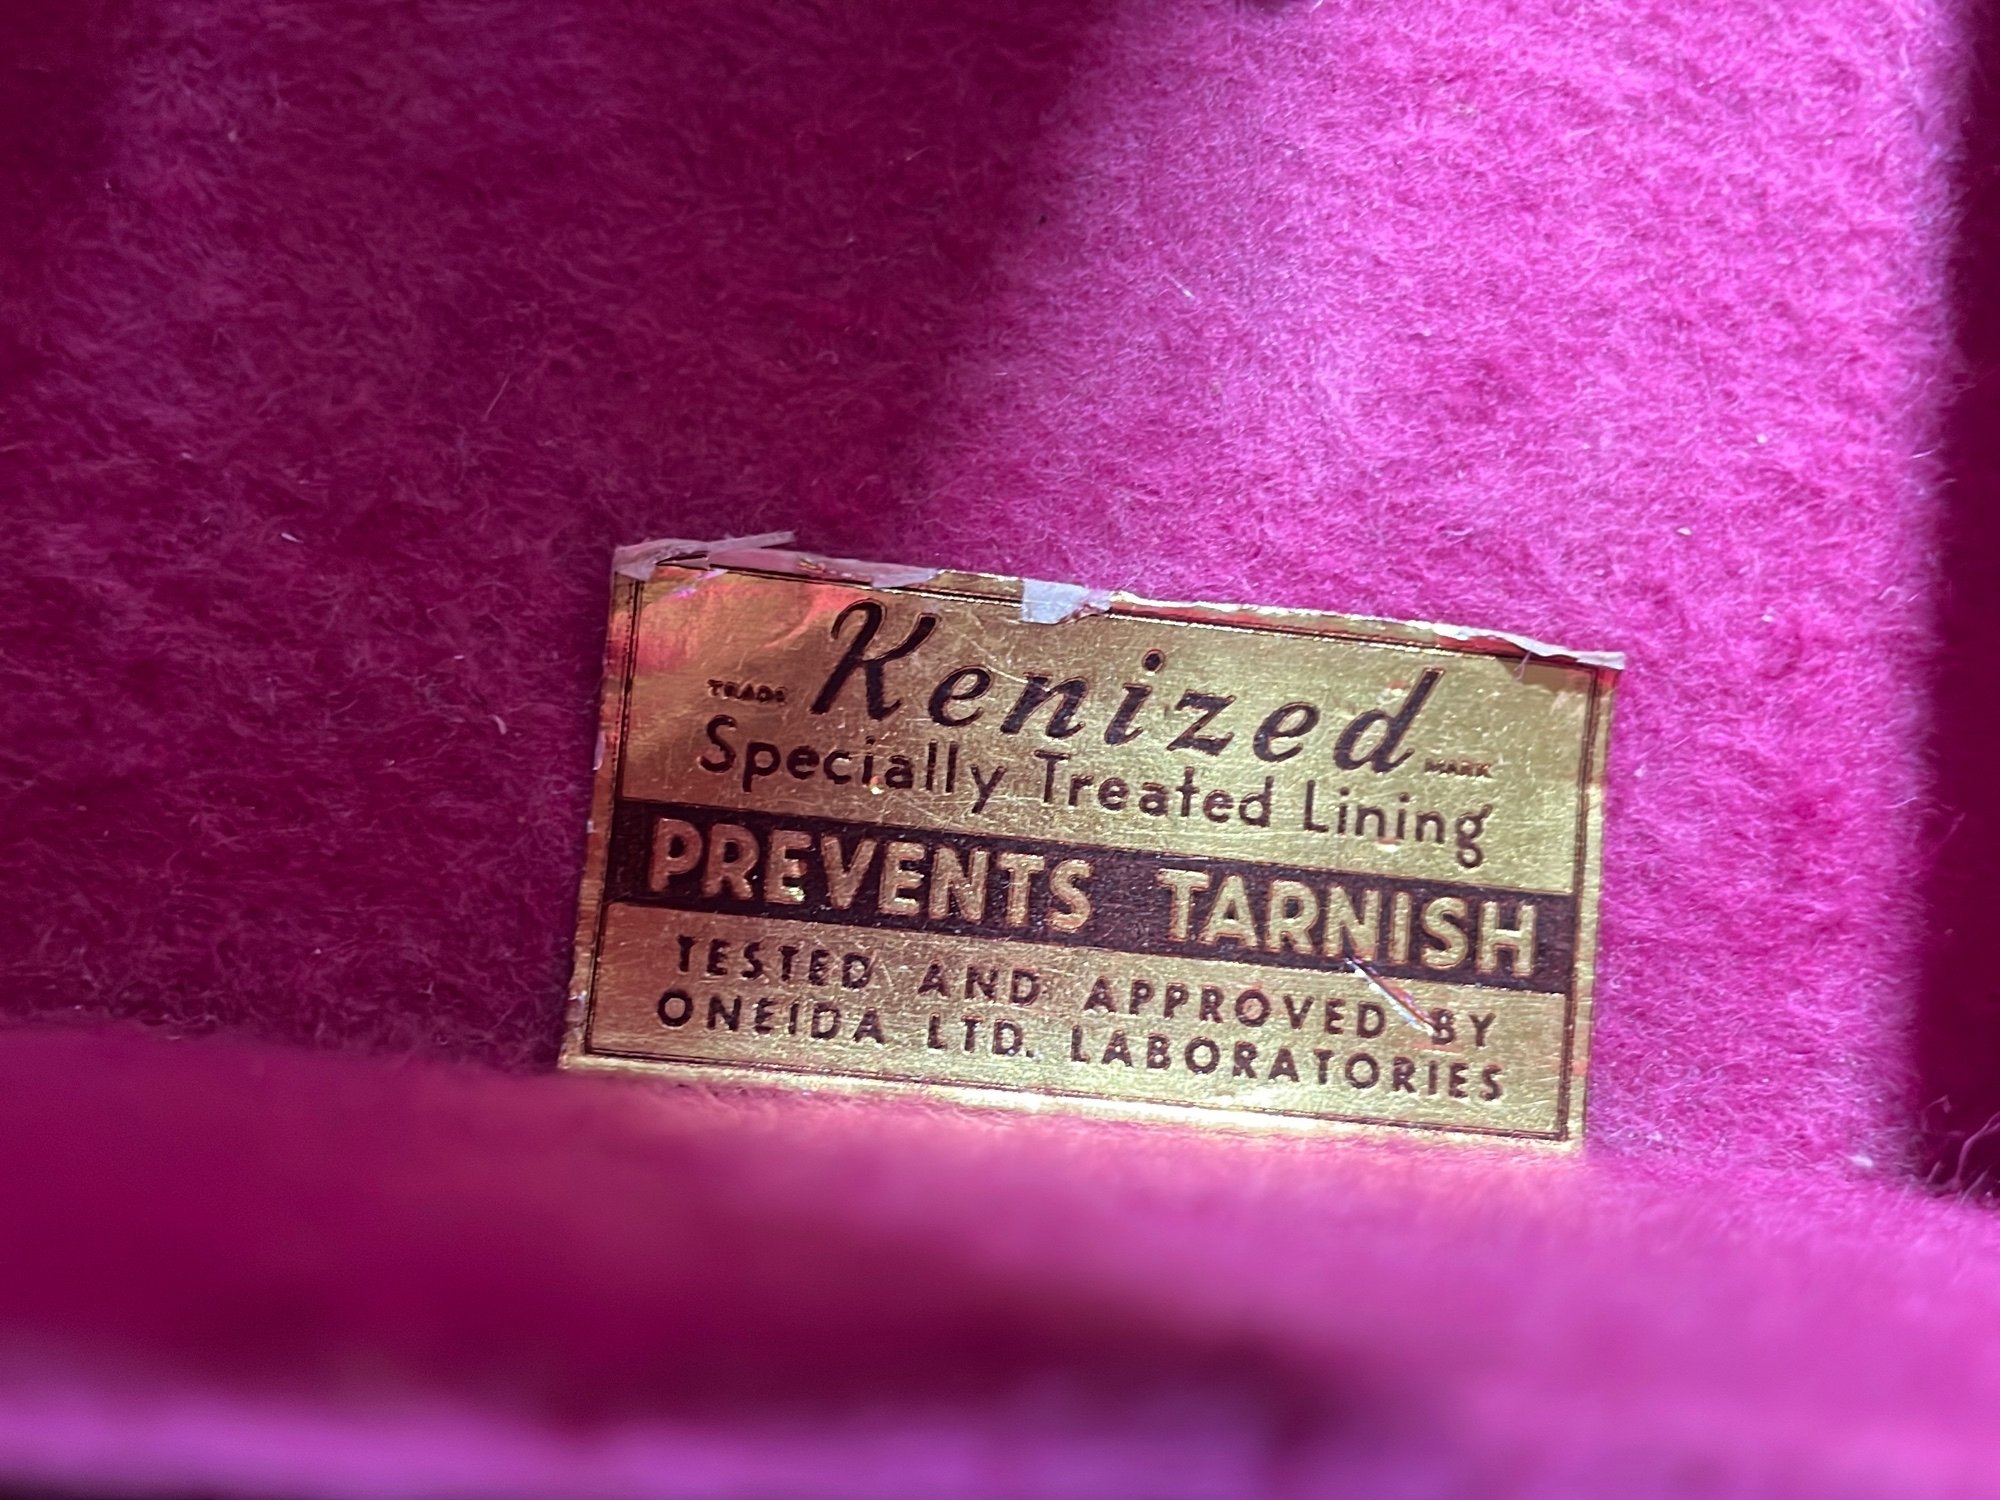 TRADE Kenized MARK
Specially Treated Lining
PREVENTS TARNISH
TESTED AND APPROVED BY
ONEIDA LTD. LABORATORIES